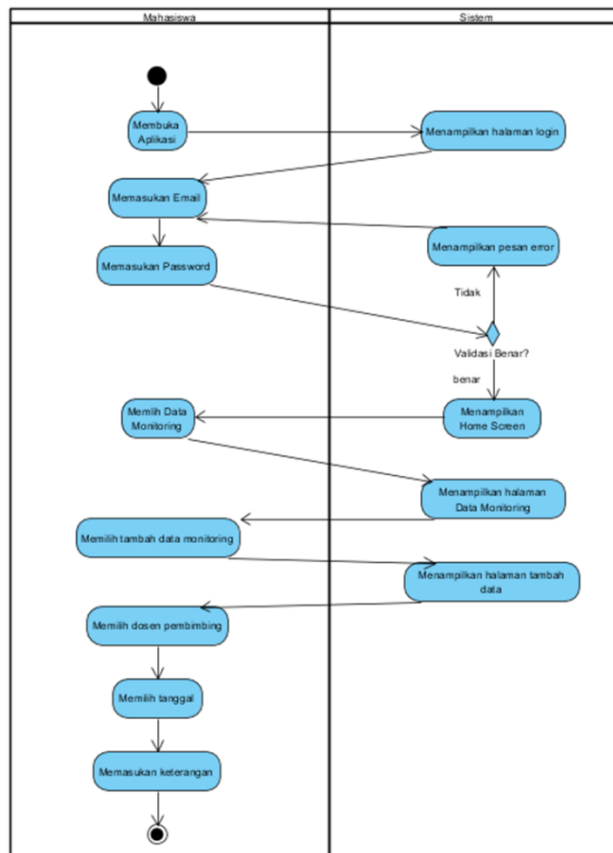 Mahasiswa
Sistem
Membuka
Aplikasi
Menampilkan halaman login
Memasukan Email
Menampilkan pesan error
Memasukan Password
Tidak
Validasi Benar?
benar
Memlih Data
Monitoring
Menampilkan
Home Screen
Menampilkan halaman
Data Monitoring
Memilih tambah data monitoring
Menampilkan halaman tambah
data
Memilih dosen pembimbing
Memilih tanggal
Memasukan keterangan